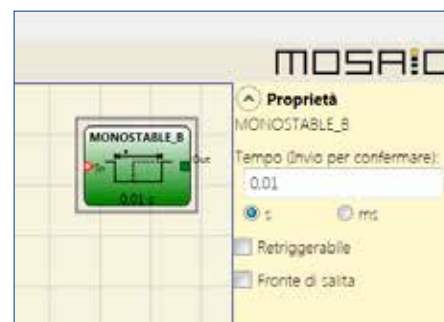 MOSAIC
Proprietà
MONOSTABLE_B
Tempo (Invio per confermare):
0.01
s ms
Retriggerabile
Fronte di salita
MONOSTABLE_B
In Out
0.01 s